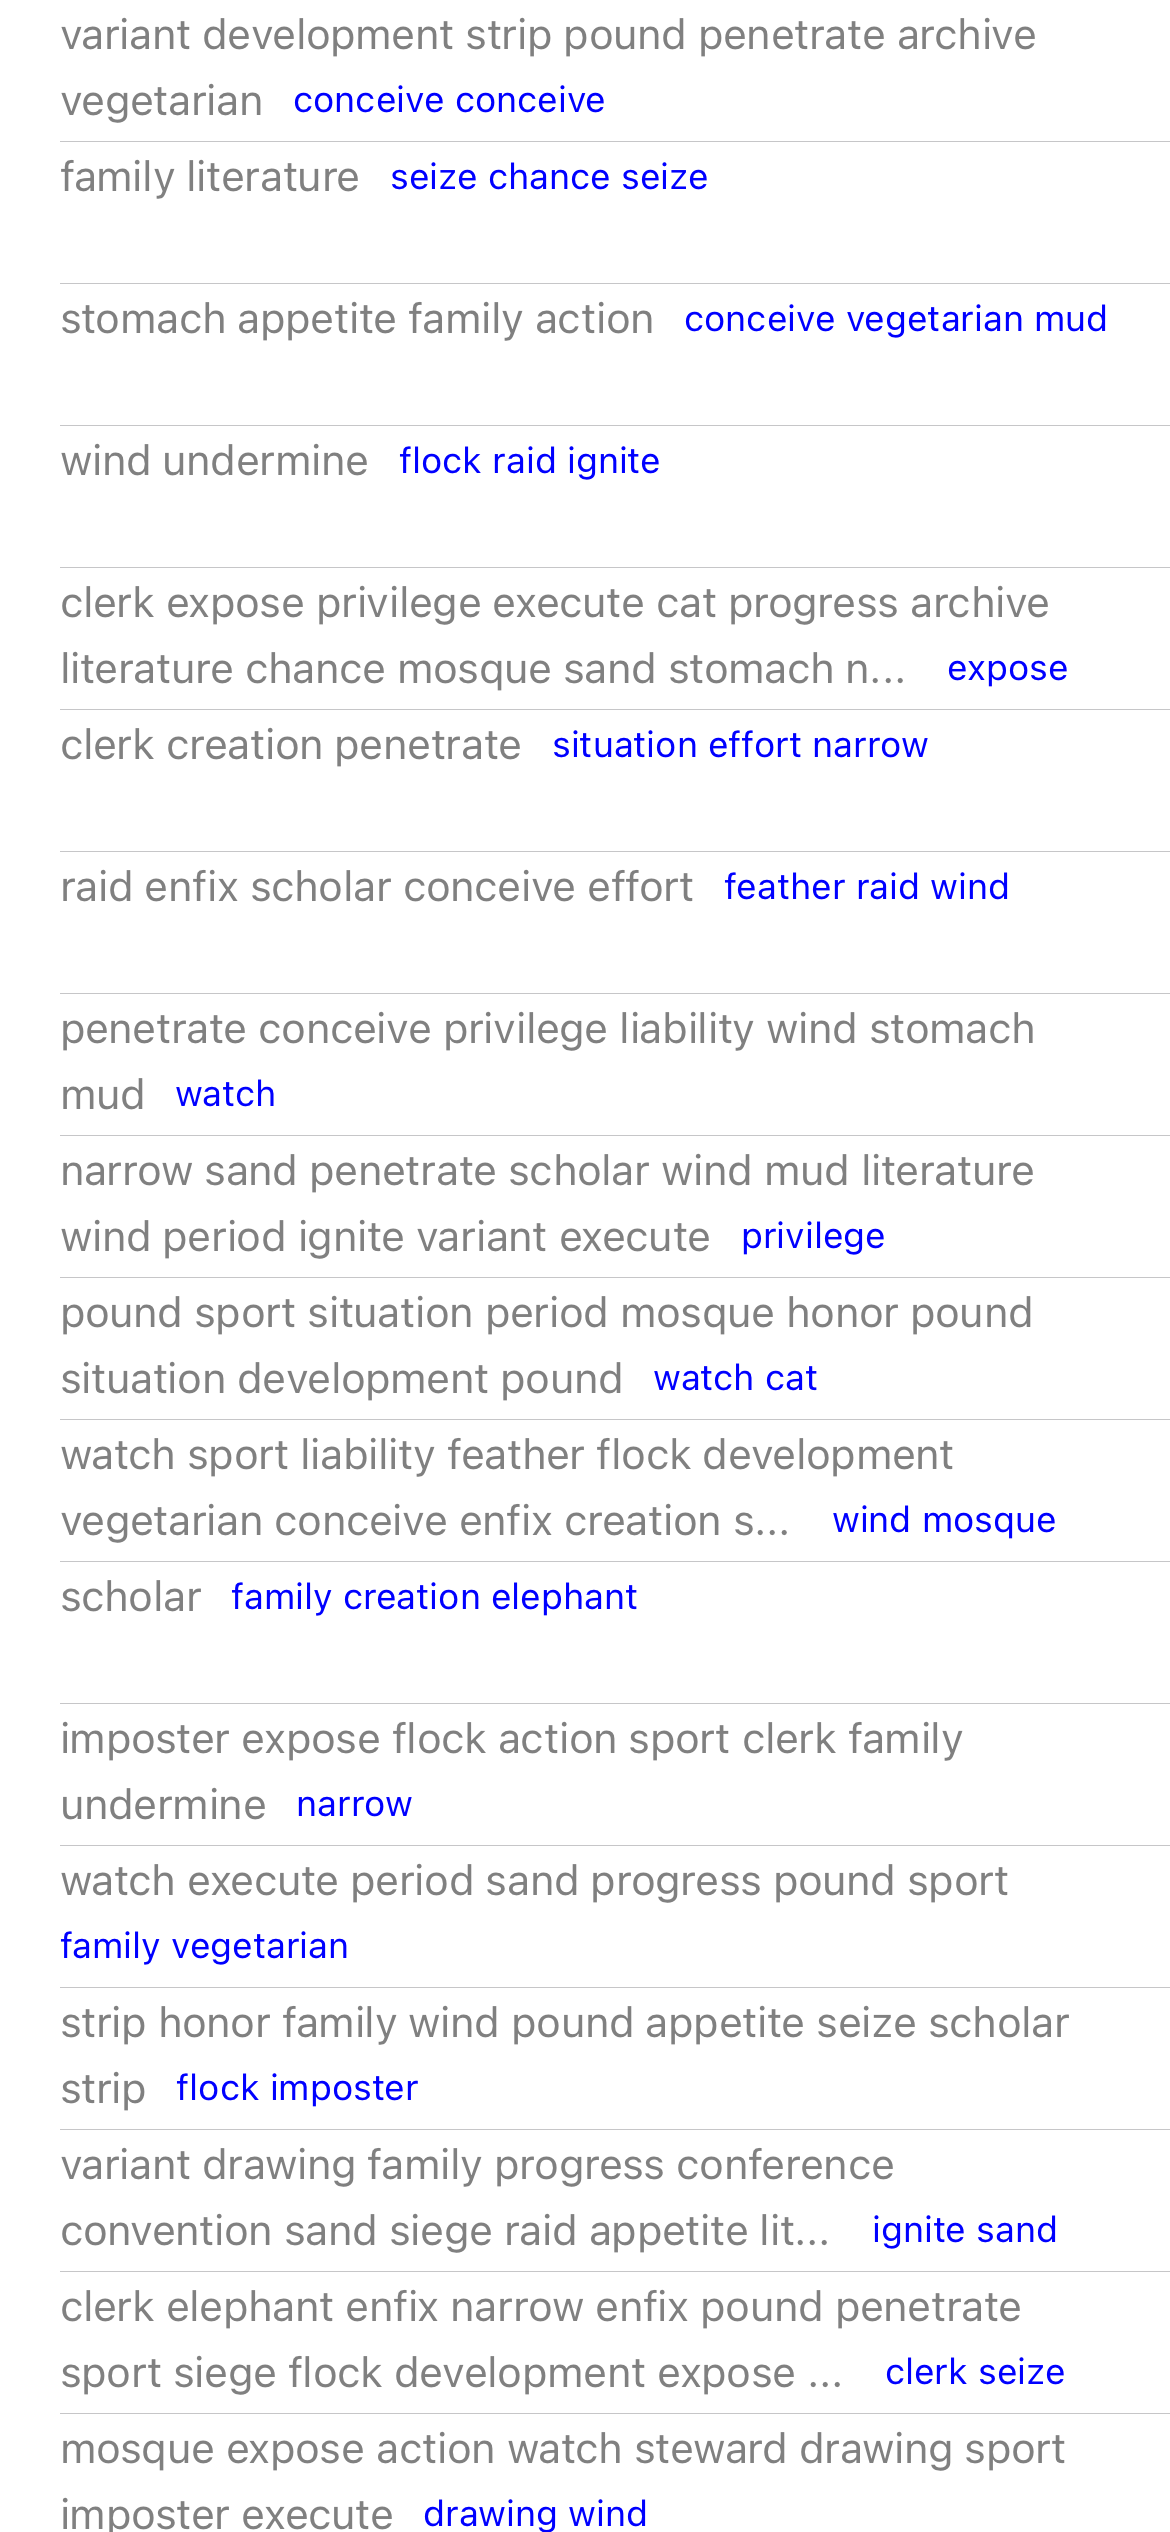 variant development strip pound penetrate archive
vegetarian conceive conceive
family literature seize chance seize
stomach appetite family action conceive vegetarian mud
wind undermine flock raid ignite
clerk expose privilege execute cat progress archive
literature chance mosque sand stomach n... expose
clerk creation penetrate situation effort narrow
raid enfix scholar conceive effort feather raid wind
penetrate conceive privilege liability wind stomach
mud watch
narrow sand penetrate scholar wind mud literature
wind period ignite variant execute privilege
pound sport situation period mosque honor pound
situation development pound watch cat
watch sport liability feather flock development
vegetarian conceive enfix creation s... wind mosque
scholar family creation elephant
imposter expose flock action sport clerk family
undermine narrow
watch execute period sand progress pound sport
family vegetarian
strip honor family wind pound appetite seize scholar
strip flock imposter
variant drawing family progress conference
convention sand siege raid appetite lit... ignite sand
clerk elephant enfix narrow enfix pound penetrate
sport siege flock development expose ... clerk seize
mosque expose action watch steward drawing sport
imposter execute drawing wind